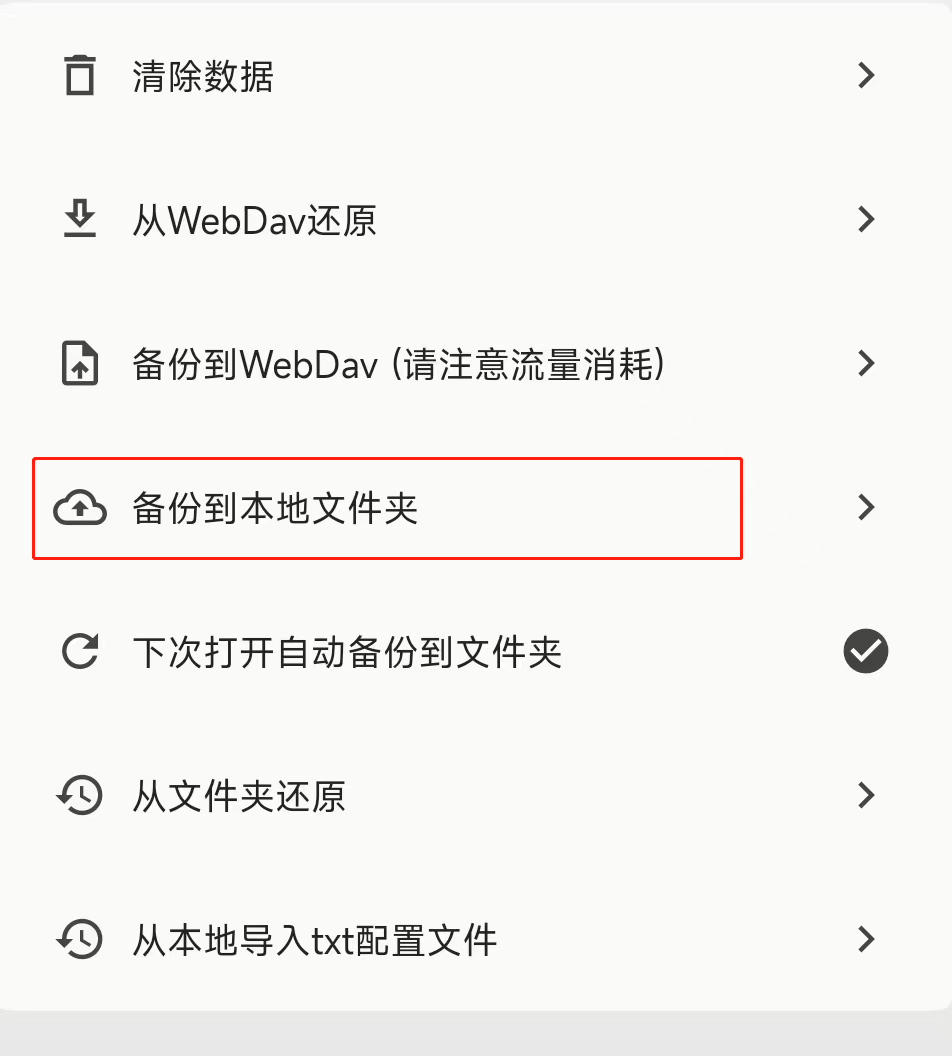 清除数据
从WebDav还原
备份到WebDav (请注意流量消耗)
备份到本地文件夹
下次打开自动备份到文件夹
从文件夹还原
从本地导入txt配置文件